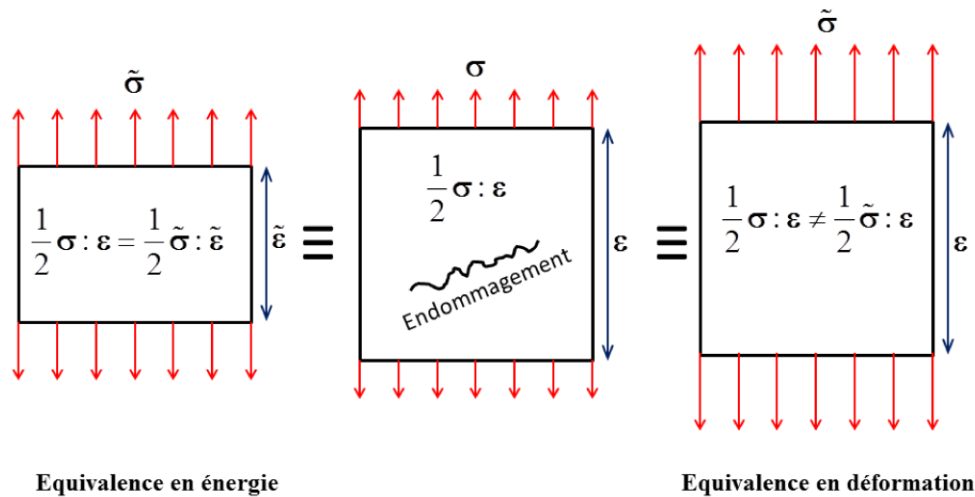 σ̃
σ
σ̃
1/2 σ : ε = 1/2 σ̃ : ε̃
ε̃
≡
1/2 σ : ε
Endommagement
ε
≡
1/2 σ : ε ≠ 1/2 σ̃ : ε
ε
Equivalence en énergie
Equivalence en déformation